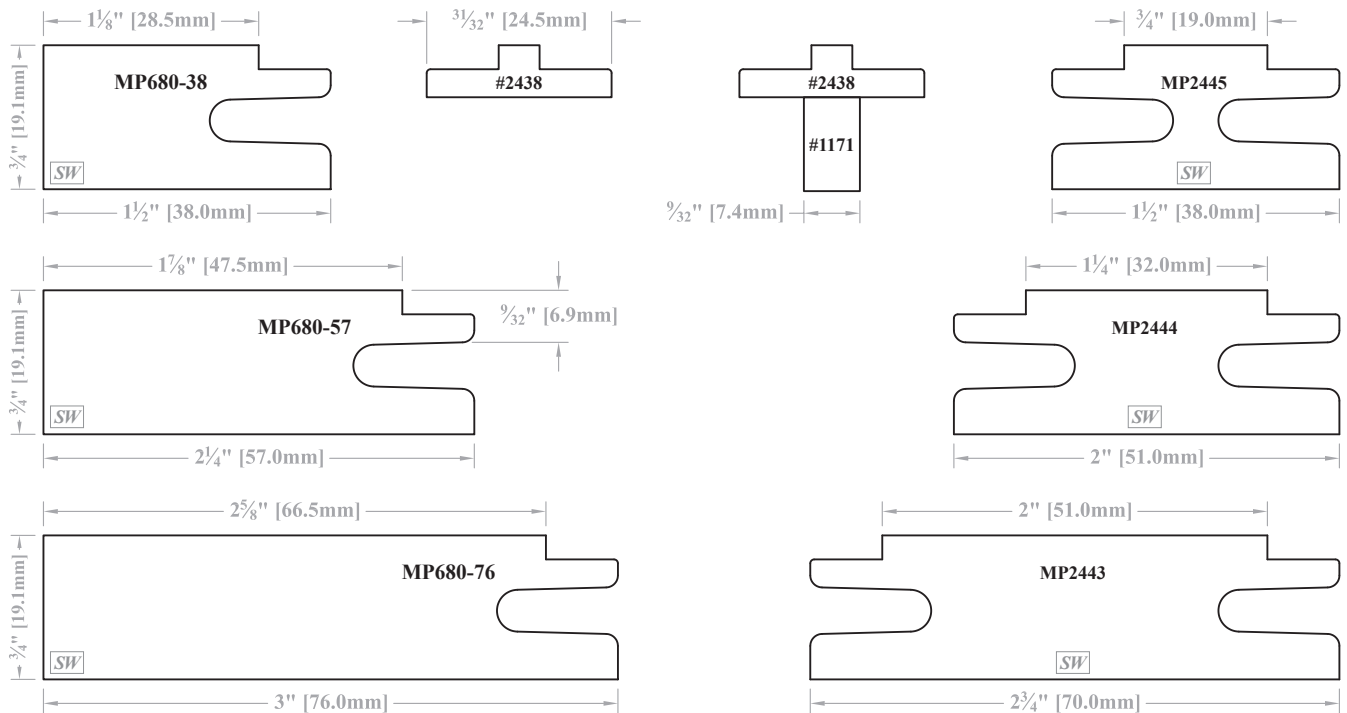 1⅛" [28.5mm]
³¹⁄₃₂" [24.5mm]
¾" [19.0mm]
¾" [19.1mm]
MP680-38
#2438
#2438
MP2445
#1171
SW
SW
1½" [38.0mm]
⁹⁄₃₂" [7.4mm]
1½" [38.0mm]
1⅞" [47.5mm]
1¼" [32.0mm]
¾" [19.1mm]
MP680-57
⁹⁄₃₂" [6.9mm]
MP2444
SW
SW
2¼" [57.0mm]
2" [51.0mm]
2⅝" [66.5mm]
2" [51.0mm]
¾" [19.1mm]
MP680-76
MP2443
SW
SW
3" [76.0mm]
2¾" [70.0mm]